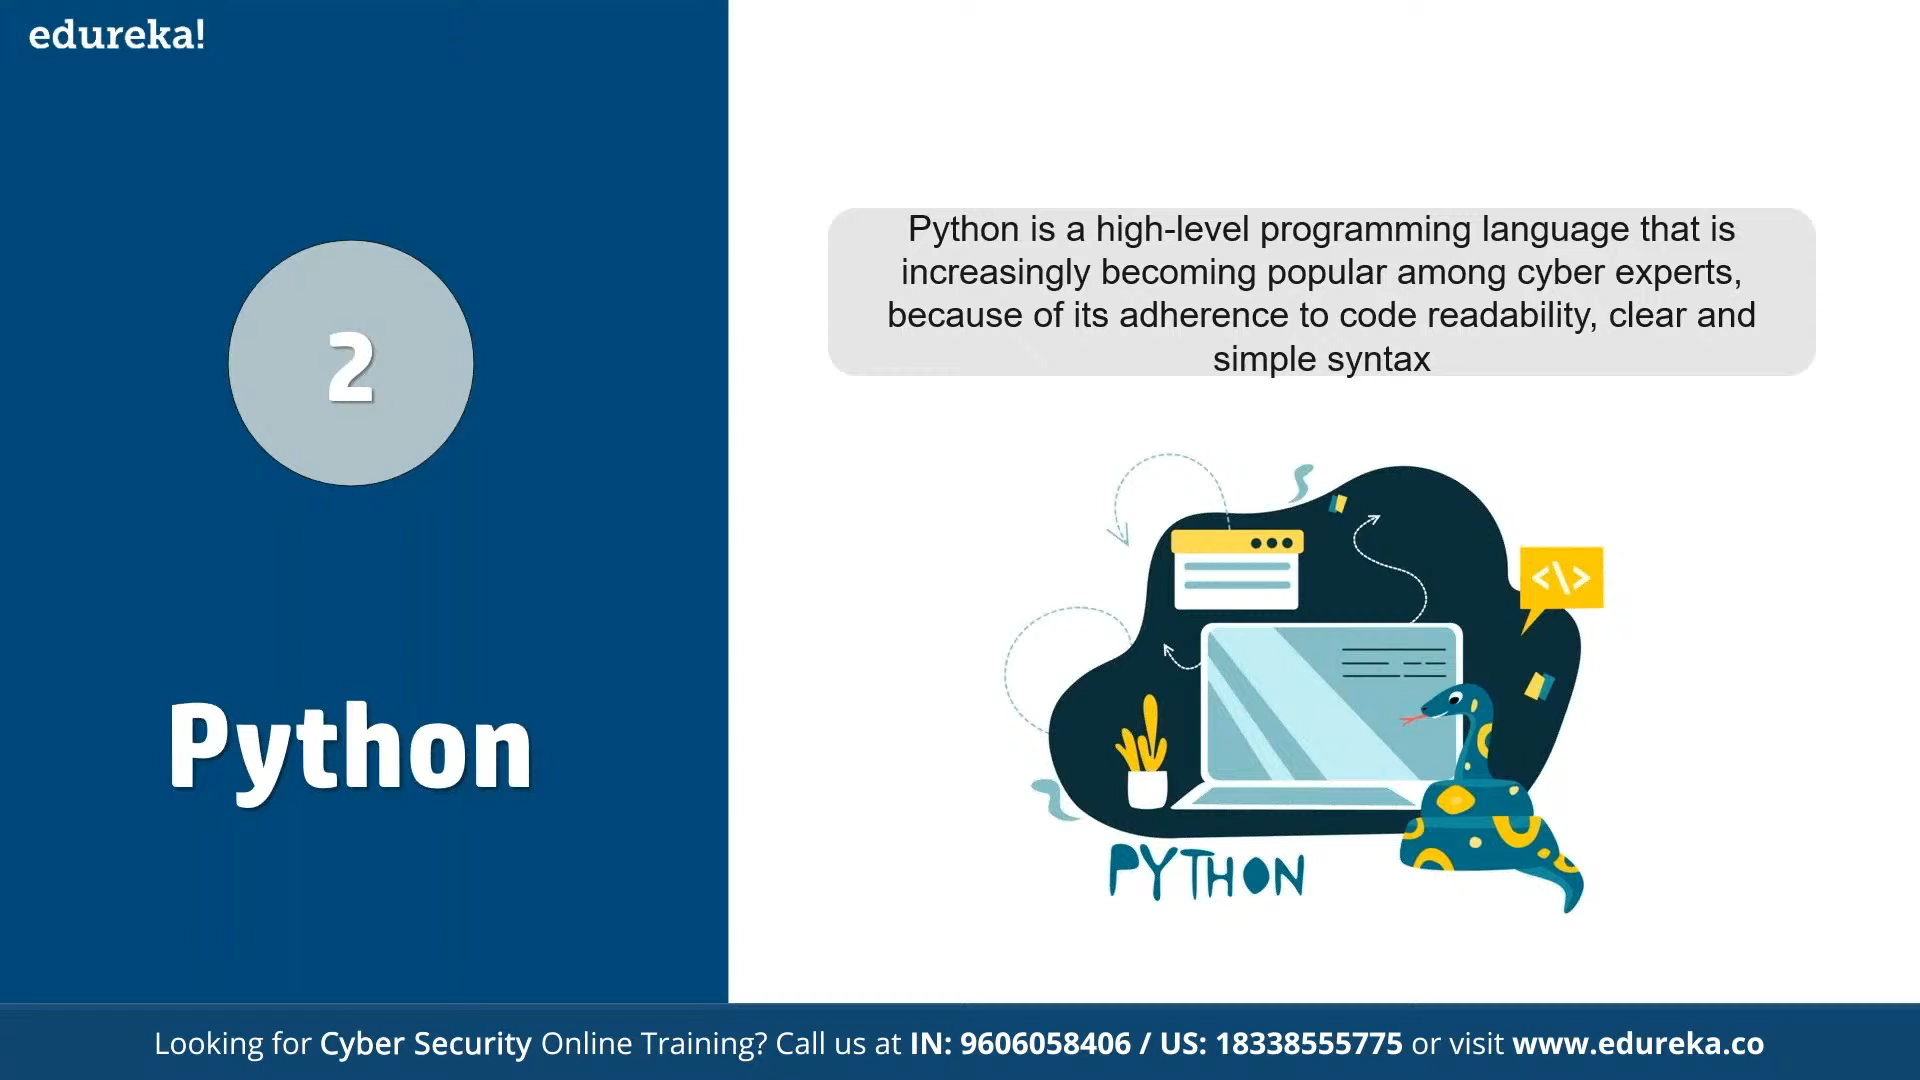 edureka!
2
Python
Python is a high-level programming language that is
increasingly becoming popular among cyber experts,
because of its adherence to code readability, clear and
simple syntax
<\>
PYTHON
Looking for Cyber Security Online Training? Call us at IN: 9606058406 / US: 18338555775 or visit www.edureka.co